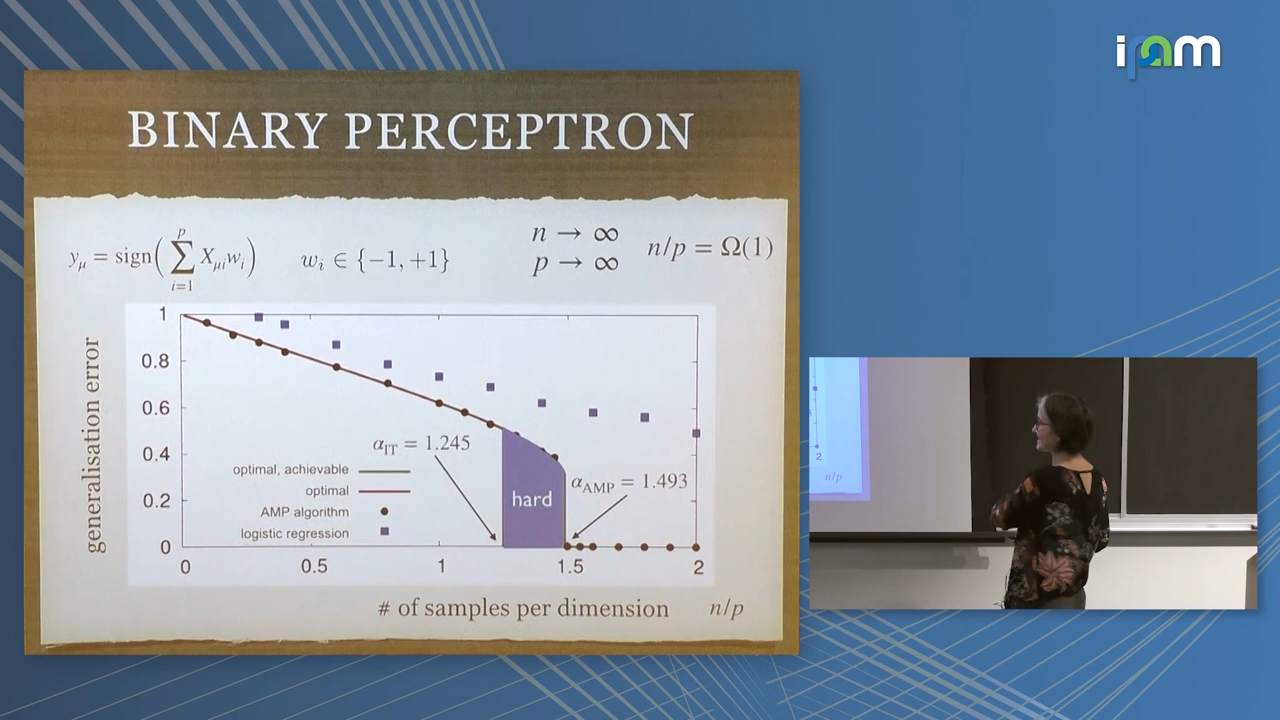 ipam
BINARY PERCEPTRON
y_μ = sign(∑_{i=1}^{p} X_{μi} w_i)
w_i ∈ {−1, +1}
n → ∞
p → ∞
n/p = Ω(1)
generalisation error
1
0.8
0.6
0.4
0.2
0
α_IT = 1.245
α_AMP = 1.493
hard
optimal, achievable
optimal
AMP algorithm
logistic regression
0 0.5 1 1.5 2
# of samples per dimension n/p
2
n/p